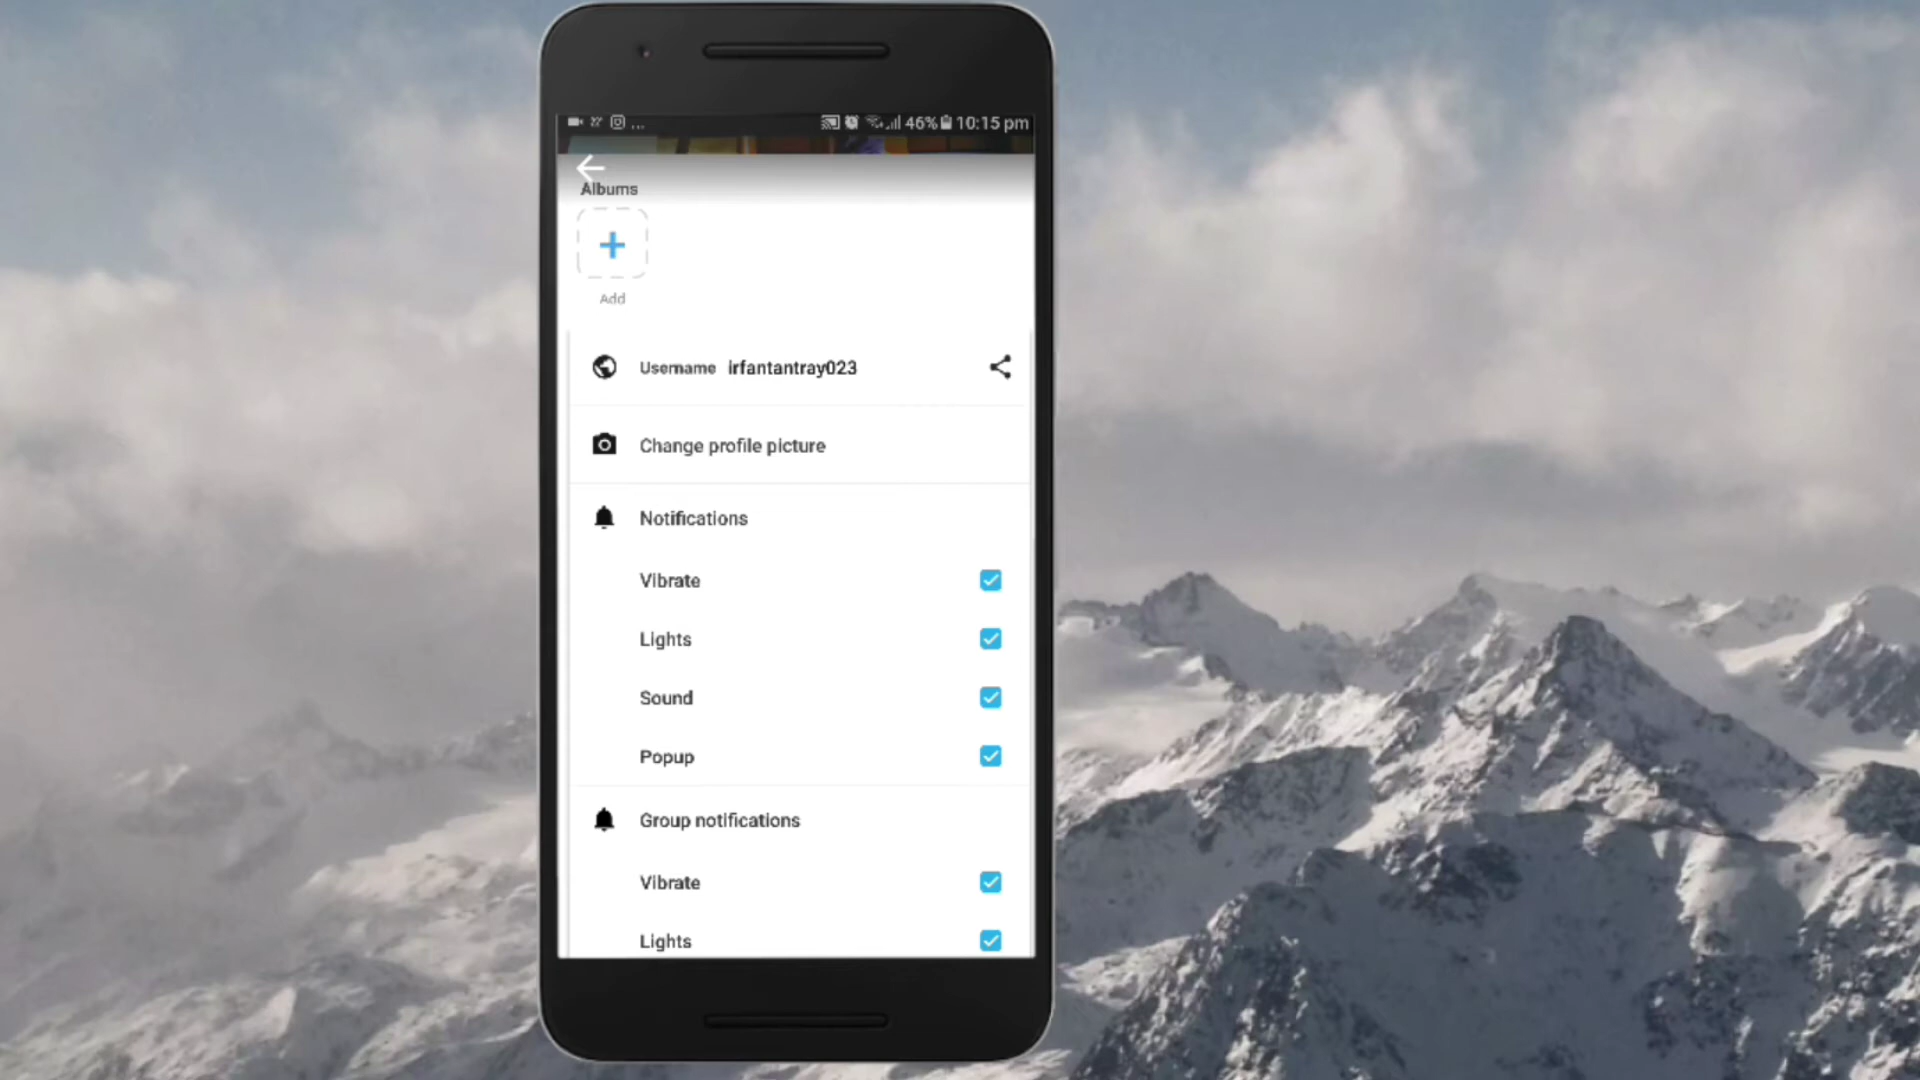 46% 10:15 pm
Albums
Add
Username irfantantray023
Change profile picture
Notifications
Vibrate
Lights
Sound
Popup
Group notifications
Vibrate
Lights